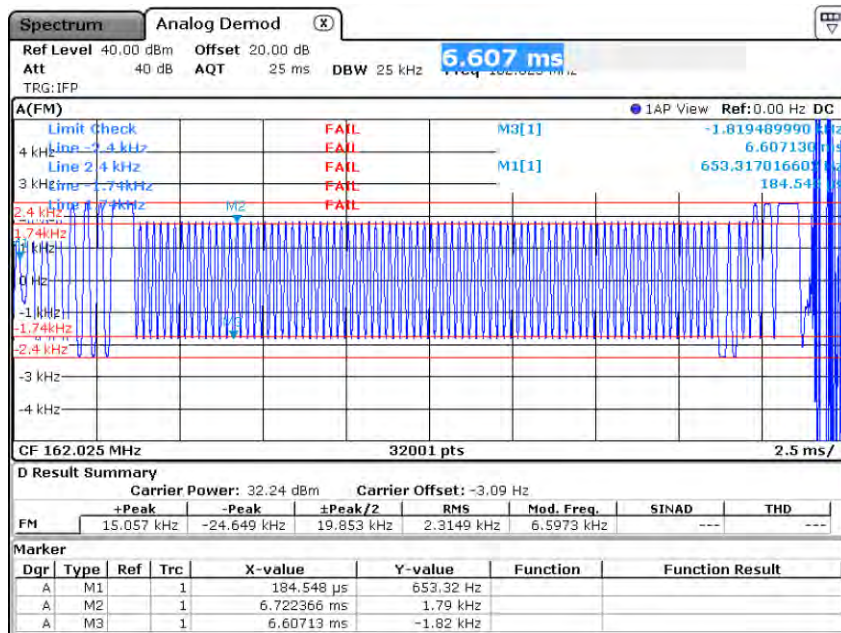 Spectrum Analog Demod X
Ref Level 40.00 dBm Offset 20.00 dB 6.607 ms
Att 40 dB AQT 25 ms DBW 25 kHz
TRG:IFP
A(FM) 1AP View Ref:0.00 Hz DC
Limit Check FAIL M3[1] -1.819489990 kHz
Line -2.4 kHz FAIL 6.607130 ms
4 kHz
Line 2.4 kHz FAIL M1[1] 653.317016602 Hz
3 kHz
Line -1.74kHz FAIL 184.548 µs
Line 1.74kHz FAIL
M2
2.4 kHz
1.74kHz
1 kHz
0 Hz
-1 kHz
-1.74kHz
-2.4 kHz
-3 kHz
-4 kHz
CF 162.025 MHz 32001 pts 2.5 ms/
D Result Summary
Carrier Power: 32.24 dBm Carrier Offset: -3.09 Hz
+Peak -Peak ±Peak/2 RMS Mod. Freq. SINAD THD
FM 15.057 kHz -24.649 kHz 19.853 kHz 2.3149 kHz 6.5973 kHz --- ---
Marker
Dgr Type Ref Trc X-value Y-value Function Function Result
A M1 1 184.548 µs 653.32 Hz
A M2 1 6.722366 ms 1.79 kHz
A M3 1 6.60713 ms -1.82 kHz